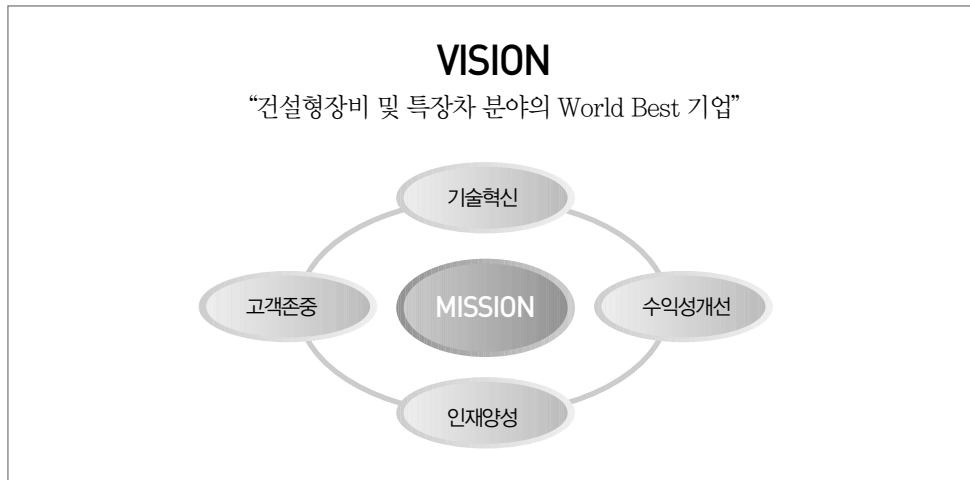 VISION
“건설형장비 및 특장차 분야의 World Best 기업”
기술혁신
고객존중
MISSION
수익성개선
인재양성